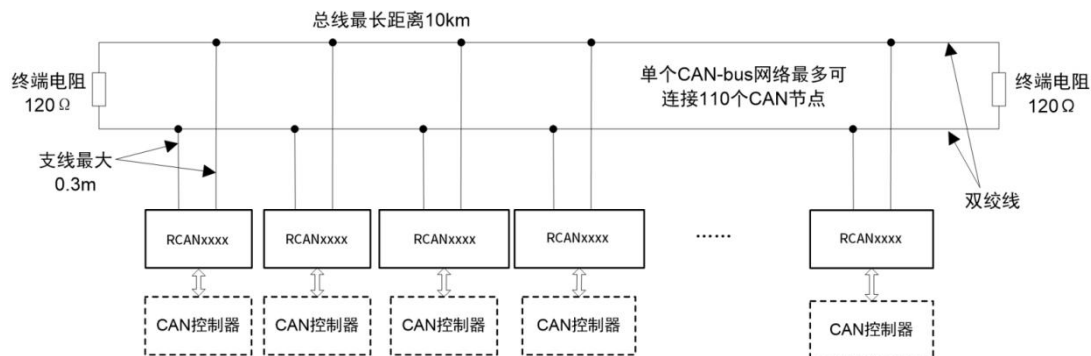 总线最长距离10km
终端电阻
120Ω
单个CAN-bus网络最多可
连接110个CAN节点
终端电阻
120Ω
支线最大
0.3m
双绞线
RCANxxxx
RCANxxxx
RCANxxxx
RCANxxxx
······
RCANxxxx
CAN控制器
CAN控制器
CAN控制器
CAN控制器
CAN控制器